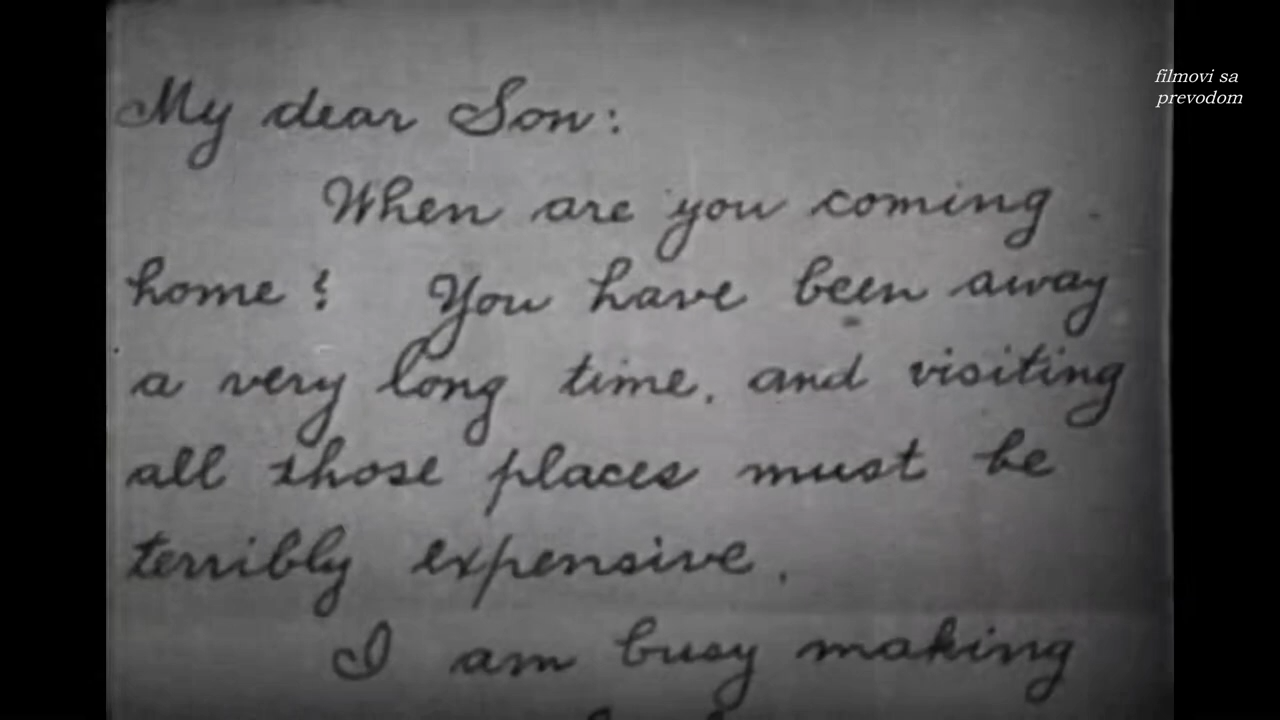 My dear Son:
When are you coming
home? You have been away
a very long time, and visiting
all those places must be
terribly expensive.
I am busy making
filmovi sa
prevodom